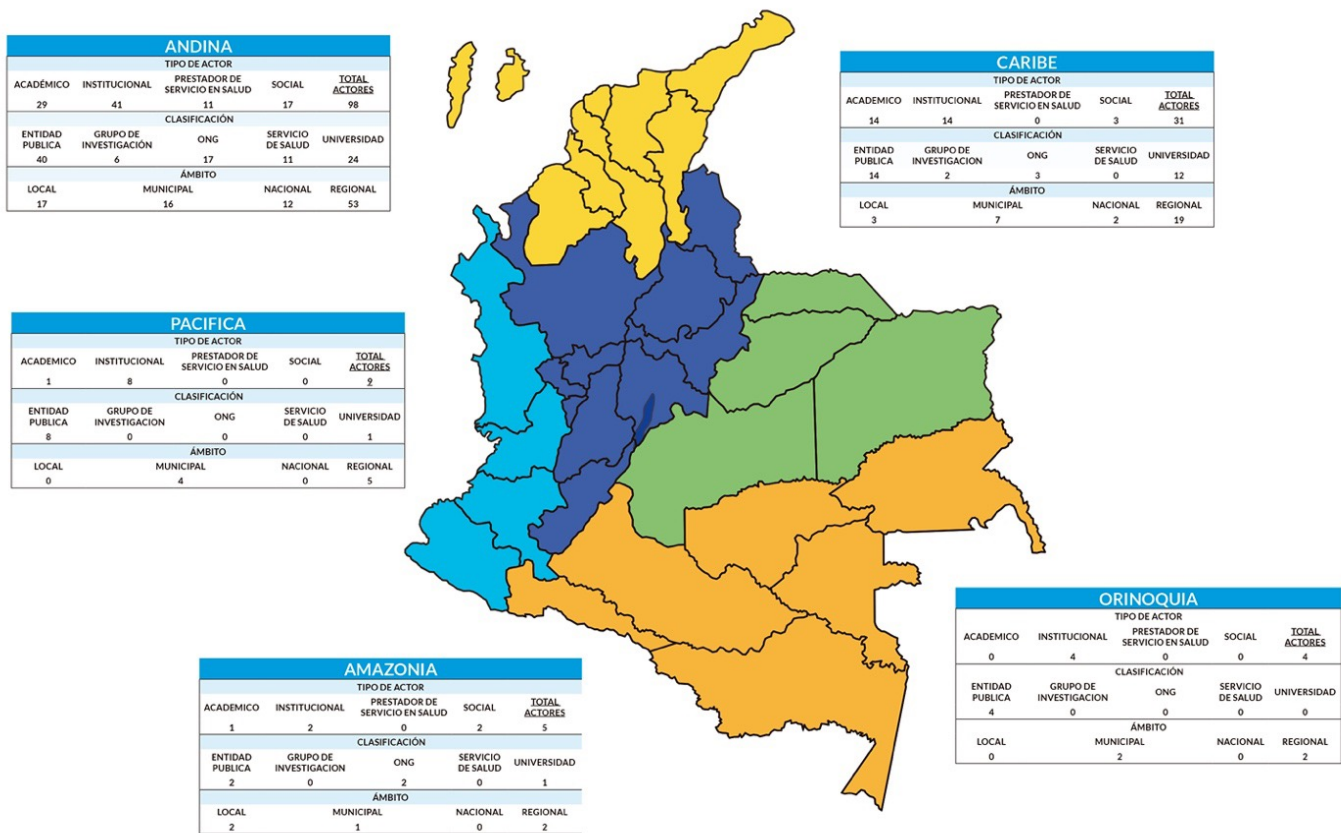 ANDINA
TIPO DE ACTOR
ACADÉMICO INSTITUCIONAL PRESTADOR DE SERVICIO EN SALUD SOCIAL TOTAL ACTORES
29 41 11 17 98
CLASIFICACIÓN
ENTIDAD PUBLICA GRUPO DE INVESTIGACIÓN ONG SERVICIO DE SALUD UNIVERSIDAD
40 6 17 11 24
ÁMBITO
LOCAL MUNICIPAL NACIONAL REGIONAL
17 16 12 53
CARIBE
TIPO DE ACTOR
ACADEMICO INSTITUCIONAL PRESTADOR DE SERVICIO EN SALUD SOCIAL TOTAL ACTORES
14 14 0 3 31
CLASIFICACIÓN
ENTIDAD PUBLICA GRUPO DE INVESTIGACION ONG SERVICIO DE SALUD UNIVERSIDAD
14 2 3 0 12
ÁMBITO
LOCAL MUNICIPAL NACIONAL REGIONAL
3 7 2 19
PACIFICA
TIPO DE ACTOR
ACADEMICO INSTITUCIONAL PRESTADOR DE SERVICIO EN SALUD SOCIAL TOTAL ACTORES
1 8 0 0 9
CLASIFICACIÓN
ENTIDAD PUBLICA GRUPO DE INVESTIGACION ONG SERVICIO DE SALUD UNIVERSIDAD
8 0 0 0 1
ÁMBITO
LOCAL MUNICIPAL NACIONAL REGIONAL
0 4 0 5
ORINOQUIA
TIPO DE ACTOR
ACADEMICO INSTITUCIONAL PRESTADOR DE SERVICIO EN SALUD SOCIAL TOTAL ACTORES
0 4 0 0 4
CLASIFICACIÓN
ENTIDAD PUBLICA GRUPO DE INVESTIGACION ONG SERVICIO DE SALUD UNIVERSIDAD
4 0 0 0 0
ÁMBITO
LOCAL MUNICIPAL NACIONAL REGIONAL
0 2 0 2
AMAZONIA
TIPO DE ACTOR
ACADEMICO INSTITUCIONAL PRESTADOR DE SERVICIO EN SALUD SOCIAL TOTAL ACTORES
1 2 0 2 5
CLASIFICACIÓN
ENTIDAD PUBLICA GRUPO DE INVESTIGACION ONG SERVICIO DE SALUD UNIVERSIDAD
2 0 2 0 1
ÁMBITO
LOCAL MUNICIPAL NACIONAL REGIONAL
2 1 0 2